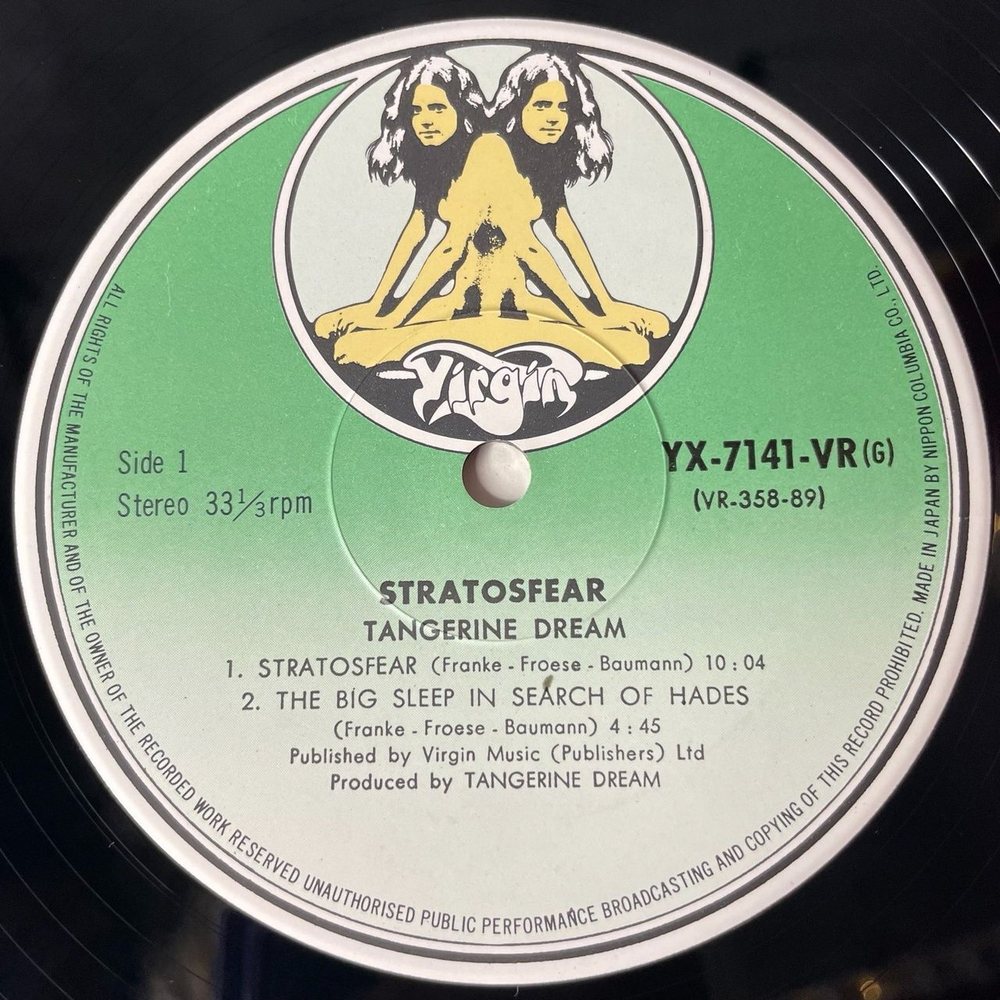 Virgin
Side 1
Stereo 33⅓rpm
YX-7141-VR(G)
(VR-358-89)
STRATOSFEAR
TANGERINE DREAM
1. STRATOSFEAR (Franke - Froese - Baumann) 10 : 04
2. THE BIG SLEEP IN SEARCH OF HADES
(Franke - Froese - Baumann) 4 : 45
Published by Virgin Music (Publishers) Ltd
Produced by TANGERINE DREAM
ALL RIGHTS OF THE MANUFACTURER AND OF THE OWNER OF THE RECORDED WORK RESERVED UNAUTHORISED PUBLIC PERFORMANCE BROADCASTING AND COPYING OF THIS RECORD PROHIBITED. MADE IN JAPAN BY NIPPON COLUMBIA CO., LTD.